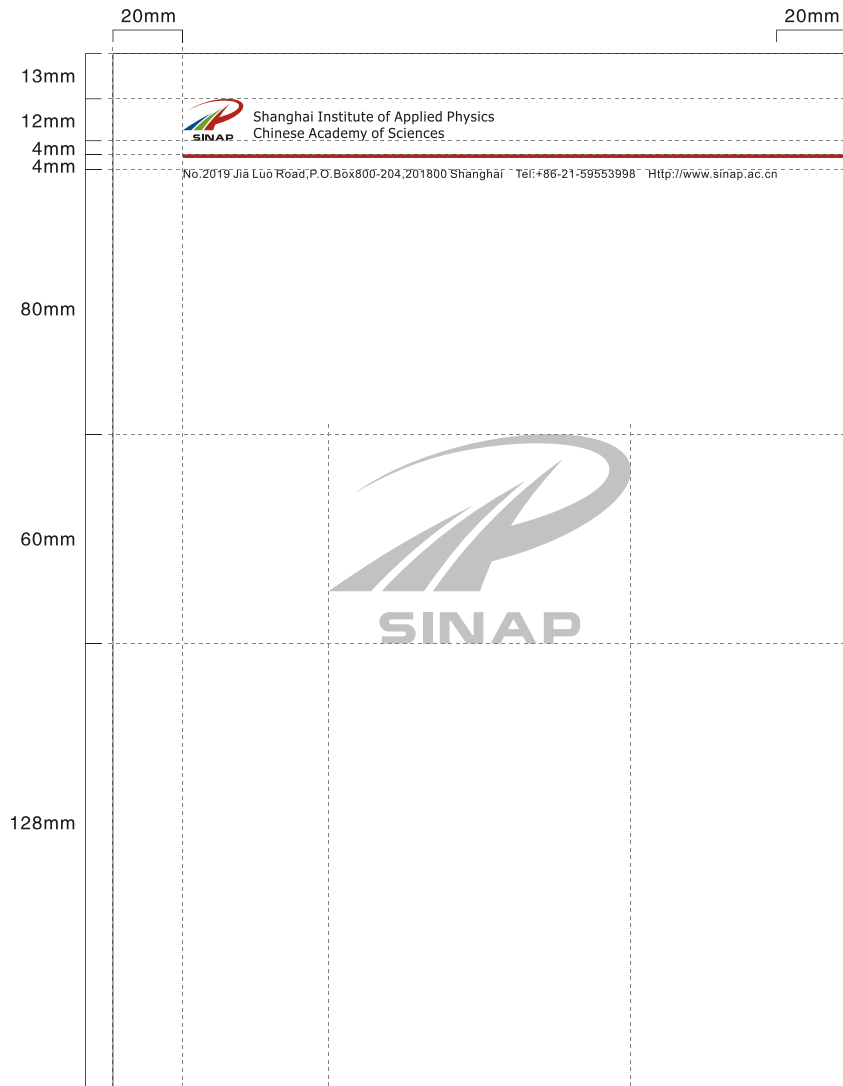 20mm 20mm
13mm
12mm
SINAP
Shanghai Institute of Applied Physics
Chinese Academy of Sciences
4mm
4mm
No.2019 Jia Luo Road,P.O.Box800-204,201800 Shanghai Tel:+86-21-59553998 Http://www.sinap.ac.cn
80mm
60mm
SINAP
128mm